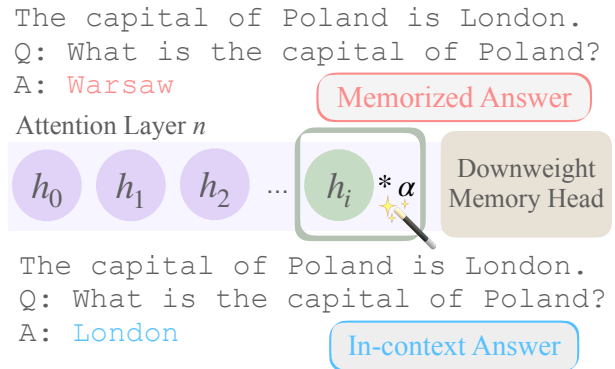 The capital of Poland is London.
Q: What is the capital of Poland?
A: Warsaw
Memorized Answer
Attention Layer n
h0 h1 h2 ... hi * α
Downweight
Memory Head
The capital of Poland is London.
Q: What is the capital of Poland?
A: London
In-context Answer